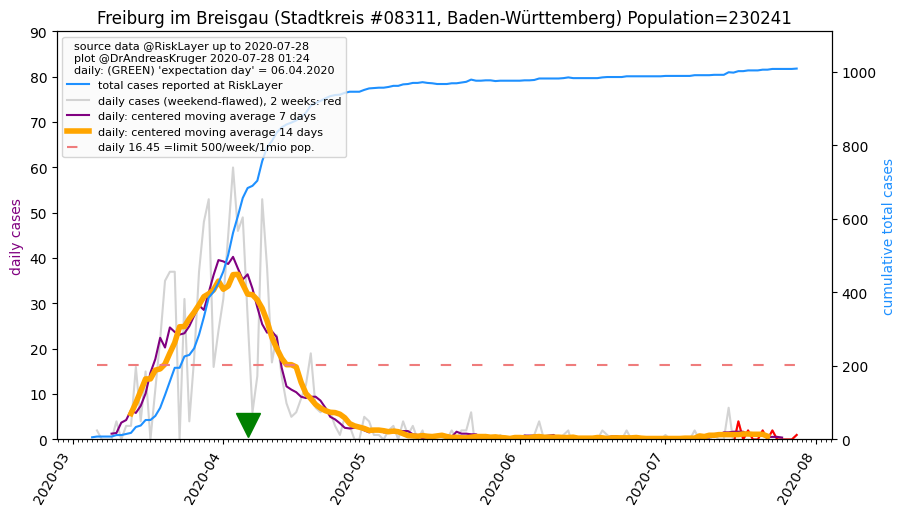 Freiburg im Breisgau (Stadtkreis #08311, Baden-Württemberg) Population=230241
source data @RiskLayer up to 2020-07-28
plot @DrAndreasKruger 2020-07-28 01:24
daily: (GREEN) 'expectation day' = 06.04.2020
total cases reported at RiskLayer
daily cases (weekend-flawed), 2 weeks: red
daily: centered moving average 7 days
daily: centered moving average 14 days
daily 16.45 =limit 500/week/1mio pop.
daily cases
90
80
70
60
50
40
30
20
10
0
cumulative total cases
1000
800
600
400
200
0
2020-03
2020-04
2020-05
2020-06
2020-07
2020-08